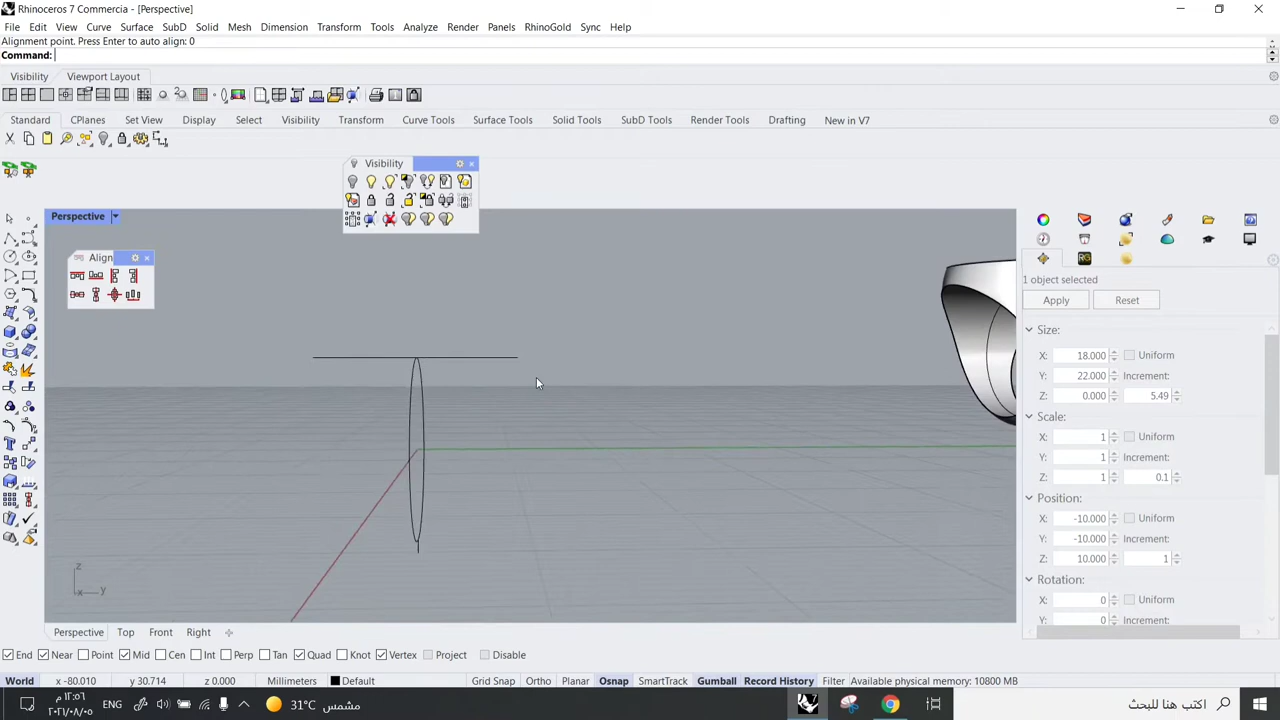 Rhinoceros 7 Commercia - [Perspective]
File Edit View Curve Surface SubD Solid Mesh Dimension Transform Tools Analyze Render Panels RhinoGold Sync Help
Alignment point. Press Enter to auto align: 0
Command:
Visibility Viewport Layout
Standard CPlanes Set View Display Select Visibility Transform Curve Tools Surface Tools Solid Tools SubD Tools Render Tools Drafting New in V7
Visibility
Perspective
Align
1 object selected
Apply Reset
Size:
X: 18.000 Uniform
Y: 22.000 Increment:
Z: 0.000 5.49
Scale:
X: 1 Uniform
Y: 1 Increment:
Z: 1 0.1
Position:
X: -10.000 Uniform
Y: -10.000 Increment:
Z: 10.000 1
Rotation:
X: 0 Uniform
Y: 0 Increment:
z
x y
Perspective Top Front Right
End Near Point Mid Cen Int Perp Tan Quad Knot Vertex Project Disable
World x -80.010 y 30.714 z 0.000 Millimeters Default Grid Snap Ortho Planar Osnap SmartTrack Gumball Record History Filter Available physical memory: 10800 MB
١٢:٥٦ م
٢٠٢١/٠٨/٠٥
ENG
31°C مشمس
RG
اكتب هنا للبحث